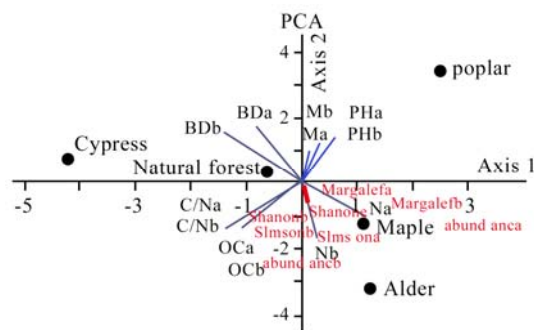 PCA
Axis 2
4
poplar
BDa Mb PHa
2
BDb Ma PHb
Cypress
Natural forest
Axis 1
-5 -3 -1 1 3 5
Margalefa
C/Na Na Margalefb
Shanonb Shanone
C/Nb Slmsonb Slms ona Maple abund anca
OCa -2 Nb
OCb abund ancb
Alder
-4